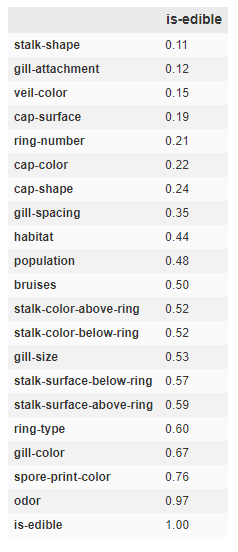 is-edible
stalk-shape 0.11
gill-attachment 0.12
veil-color 0.15
cap-surface 0.19
ring-number 0.21
cap-color 0.22
cap-shape 0.24
gill-spacing 0.35
habitat 0.44
population 0.48
bruises 0.50
stalk-color-above-ring 0.52
stalk-color-below-ring 0.52
gill-size 0.53
stalk-surface-below-ring 0.57
stalk-surface-above-ring 0.59
ring-type 0.60
gill-color 0.67
spore-print-color 0.76
odor 0.97
is-edible 1.00